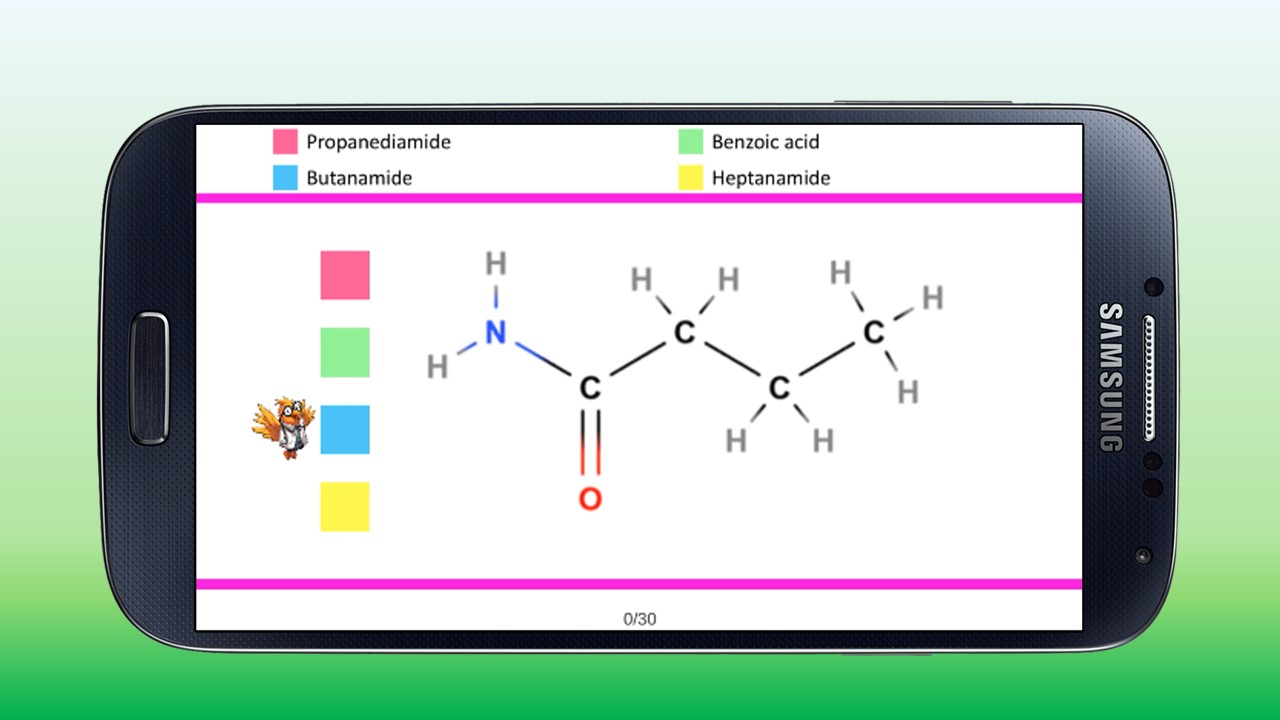 Propanediamide
Benzoic acid
Butanamide
Heptanamide
H
H H
H H
N C C
H
C C
H
H H
O
0/30
SAMSUNG